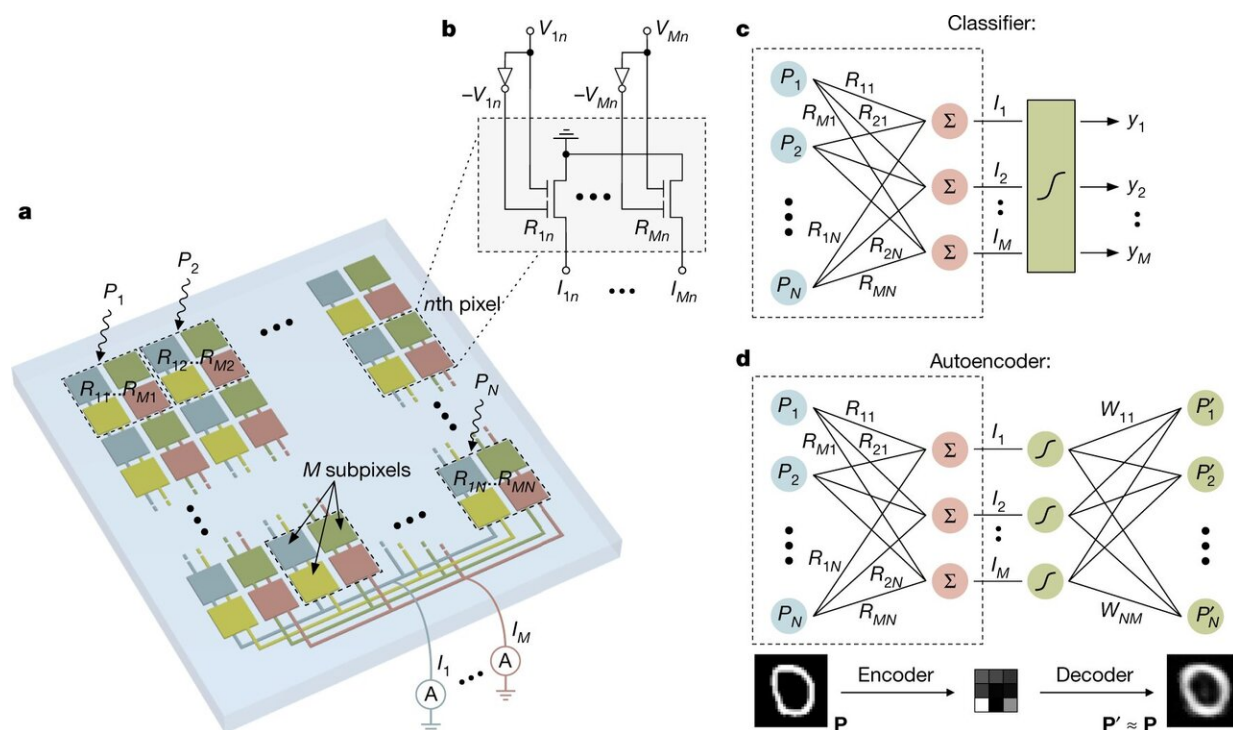 a
P1
P2
R11...RM1
R12...RM2
nth pixel
PN
R1N...RMN
M subpixels
I1
IM
A
A
b
V1n
VMn
–V1n
–VMn
R1n
RMn
I1n
IMn
c
Classifier:
P1
P2
PN
R11
RM1
R21
R1N
R2N
RMN
Σ
Σ
Σ
I1
I2
IM
y1
y2
yM
d
Autoencoder:
P1
P2
PN
R11
RM1
R21
R1N
R2N
RMN
Σ
Σ
Σ
I1
I2
IM
W11
WNM
P′1
P′2
P′N
Encoder
Decoder
P
P′ ≈ P